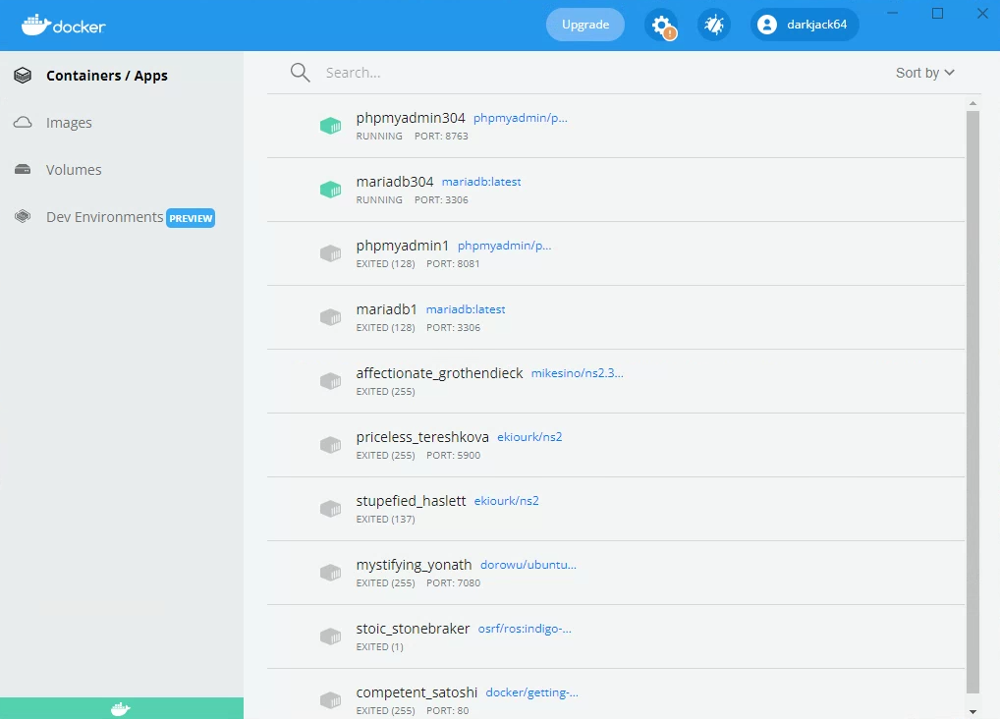 docker
Upgrade
darkjack64
Containers / Apps
Images
Volumes
Dev Environments PREVIEW
Search...
Sort by
phpmyadmin304 phpmyadmin/p...
RUNNING PORT: 8763
mariadb304 mariadb:latest
RUNNING PORT: 3306
phpmyadmin1 phpmyadmin/p...
EXITED (128) PORT: 8081
mariadb1 mariadb:latest
EXITED (128) PORT: 3306
affectionate_grothendieck mikesino/ns2.3...
EXITED (255)
priceless_tereshkova ekiourk/ns2
EXITED (255) PORT: 5900
stupefied_haslett ekiourk/ns2
EXITED (137)
mystifying_yonath dorowu/ubuntu...
EXITED (255) PORT: 7080
stoic_stonebraker osrf/ros:indigo-...
EXITED (1)
competent_satoshi docker/getting-...
EXITED (255) PORT: 80